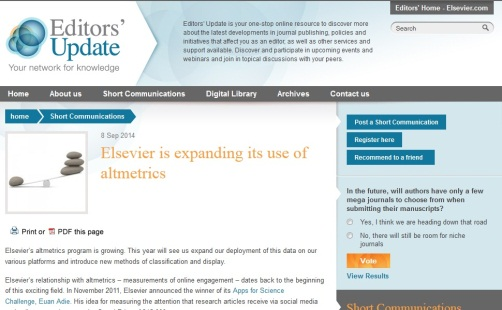 Editors' Home - Elsevier.com
Editors'
Update
Your network for knowledge
Editors' Update is your one-stop online resource to discover more
about the latest developments in journal publishing, policies and
initiatives that affect you as an editor, as well as other services and
support available. Discover and participate in upcoming events and
webinars and join in topical discussions with your peers.
Search
Home About us Short Communications Digital Library Archives Contact us
home Short Communications
8 Sep 2014
Elsevier is expanding its use of
altmetrics
Print or PDF this page
Elsevier's altmetrics program is growing. This year will see us expand our deployment of this data on our
various platforms and introduce new methods of classification and display.
Elsevier's relationship with altmetrics – measurements of online engagement – dates back to the beginning
of this exciting field. In November 2011, Elsevier announced the winner of its Apps for Science
Challenge, Euan Adie. His idea for measuring the attention that research articles receive via social media
Post a Short Communication
Register here
Recommend to a friend
In the future, will authors have only a few
mega journals to choose from when
submitting their manuscripts?
Yes, I think we are heading down that road
No, there will still be room for niche
journals
Vote
View Results
Short Communications